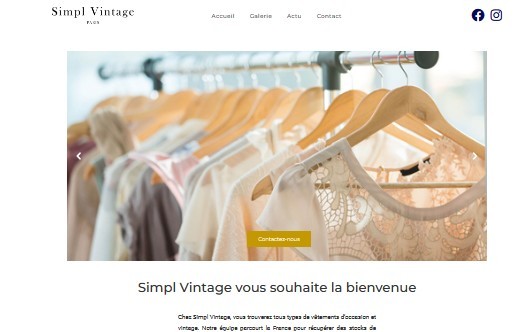 Simpl Vintage
PARIS
Accueil Galerie Actu Contact
Contactez-nous
Simpl Vintage vous souhaite la bienvenue
Chez Simpl Vintage, vous trouverez tous types de vêtements d'occasion et
vintage. Notre équipe parcourt la France pour récupérer des stocks de